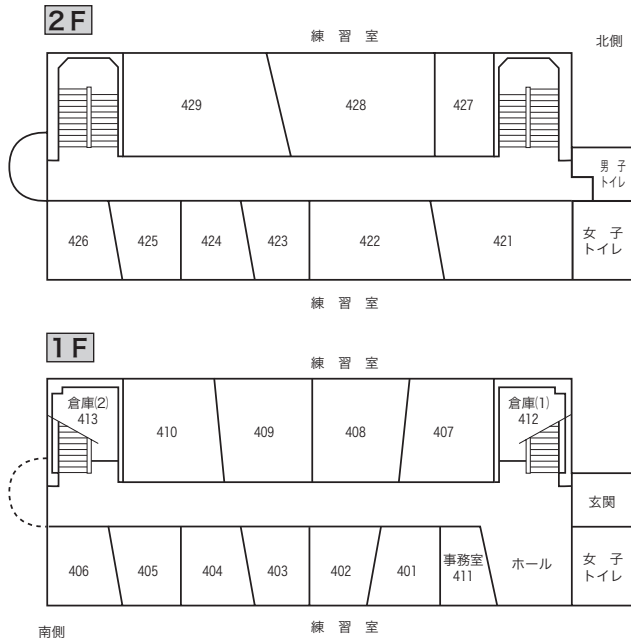 2F
練習室
北側
429
428
427
男子
トイレ
426
425
424
423
422
421
女子
トイレ
練習室
1F
練習室
倉庫(2)
413
410
409
408
407
倉庫(1)
412
玄関
406
405
404
403
402
401
事務室
411
ホール
女子
トイレ
南側
練習室